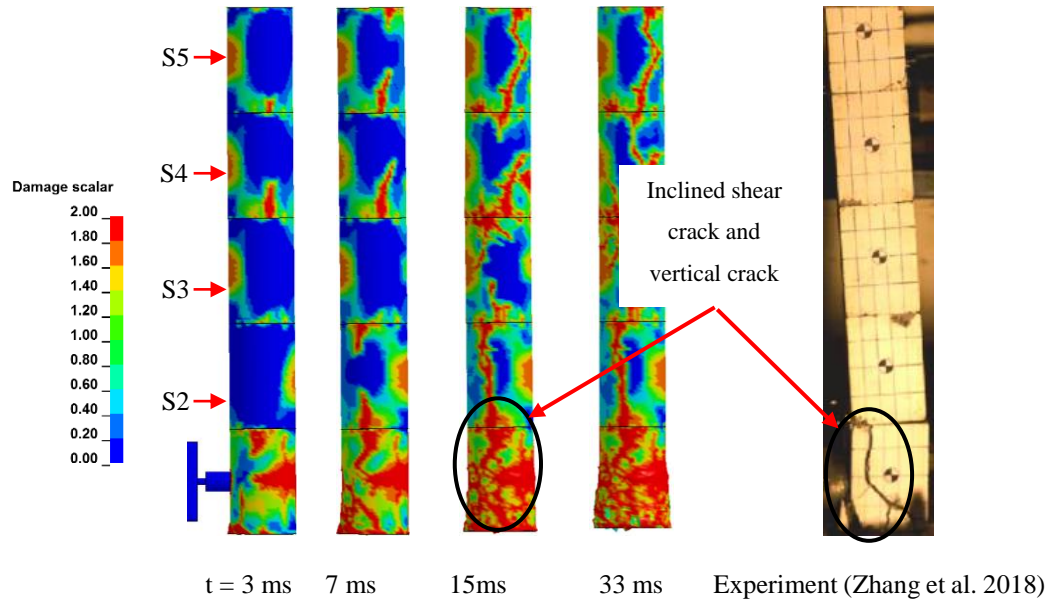 S5
S4
S3
S2
Damage scalar
2.00
1.80
1.60
1.40
1.20
1.00
0.80
0.60
0.40
0.20
0.00
Inclined shear
crack and
vertical crack
t = 3 ms 7 ms 15ms 33 ms Experiment (Zhang et al. 2018)